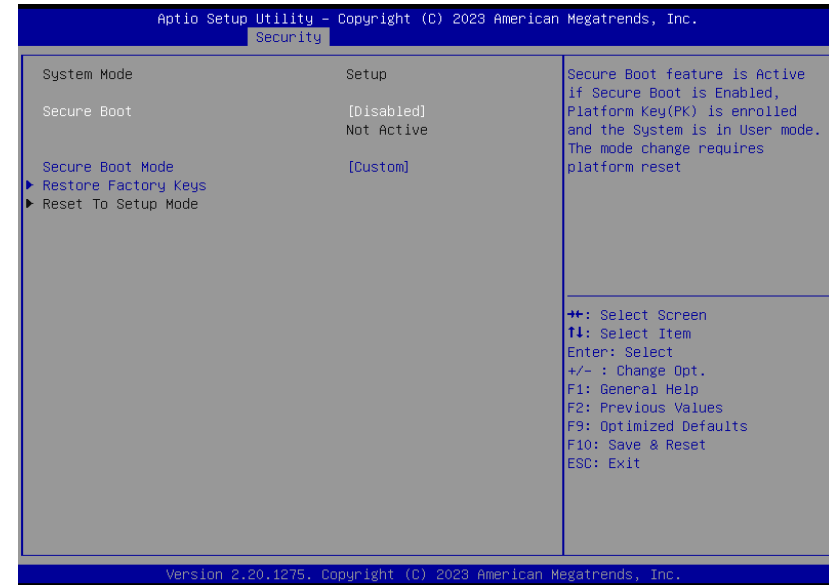 Aptio Setup Utility – Copyright (C) 2023 American Megatrends, Inc.
Security
System Mode Setup
Secure Boot [Disabled]
Not Active
Secure Boot Mode [Custom]
▶ Restore Factory Keys
▶ Reset To Setup Mode
Secure Boot feature is Active
if Secure Boot is Enabled,
Platform Key(PK) is enrolled
and the System is in User mode.
The mode change requires
platform reset
→←: Select Screen
↑↓: Select Item
Enter: Select
+/- : Change Opt.
F1: General Help
F2: Previous Values
F9: Optimized Defaults
F10: Save & Reset
ESC: Exit
Version 2.20.1275. Copyright (C) 2023 American Megatrends, Inc.